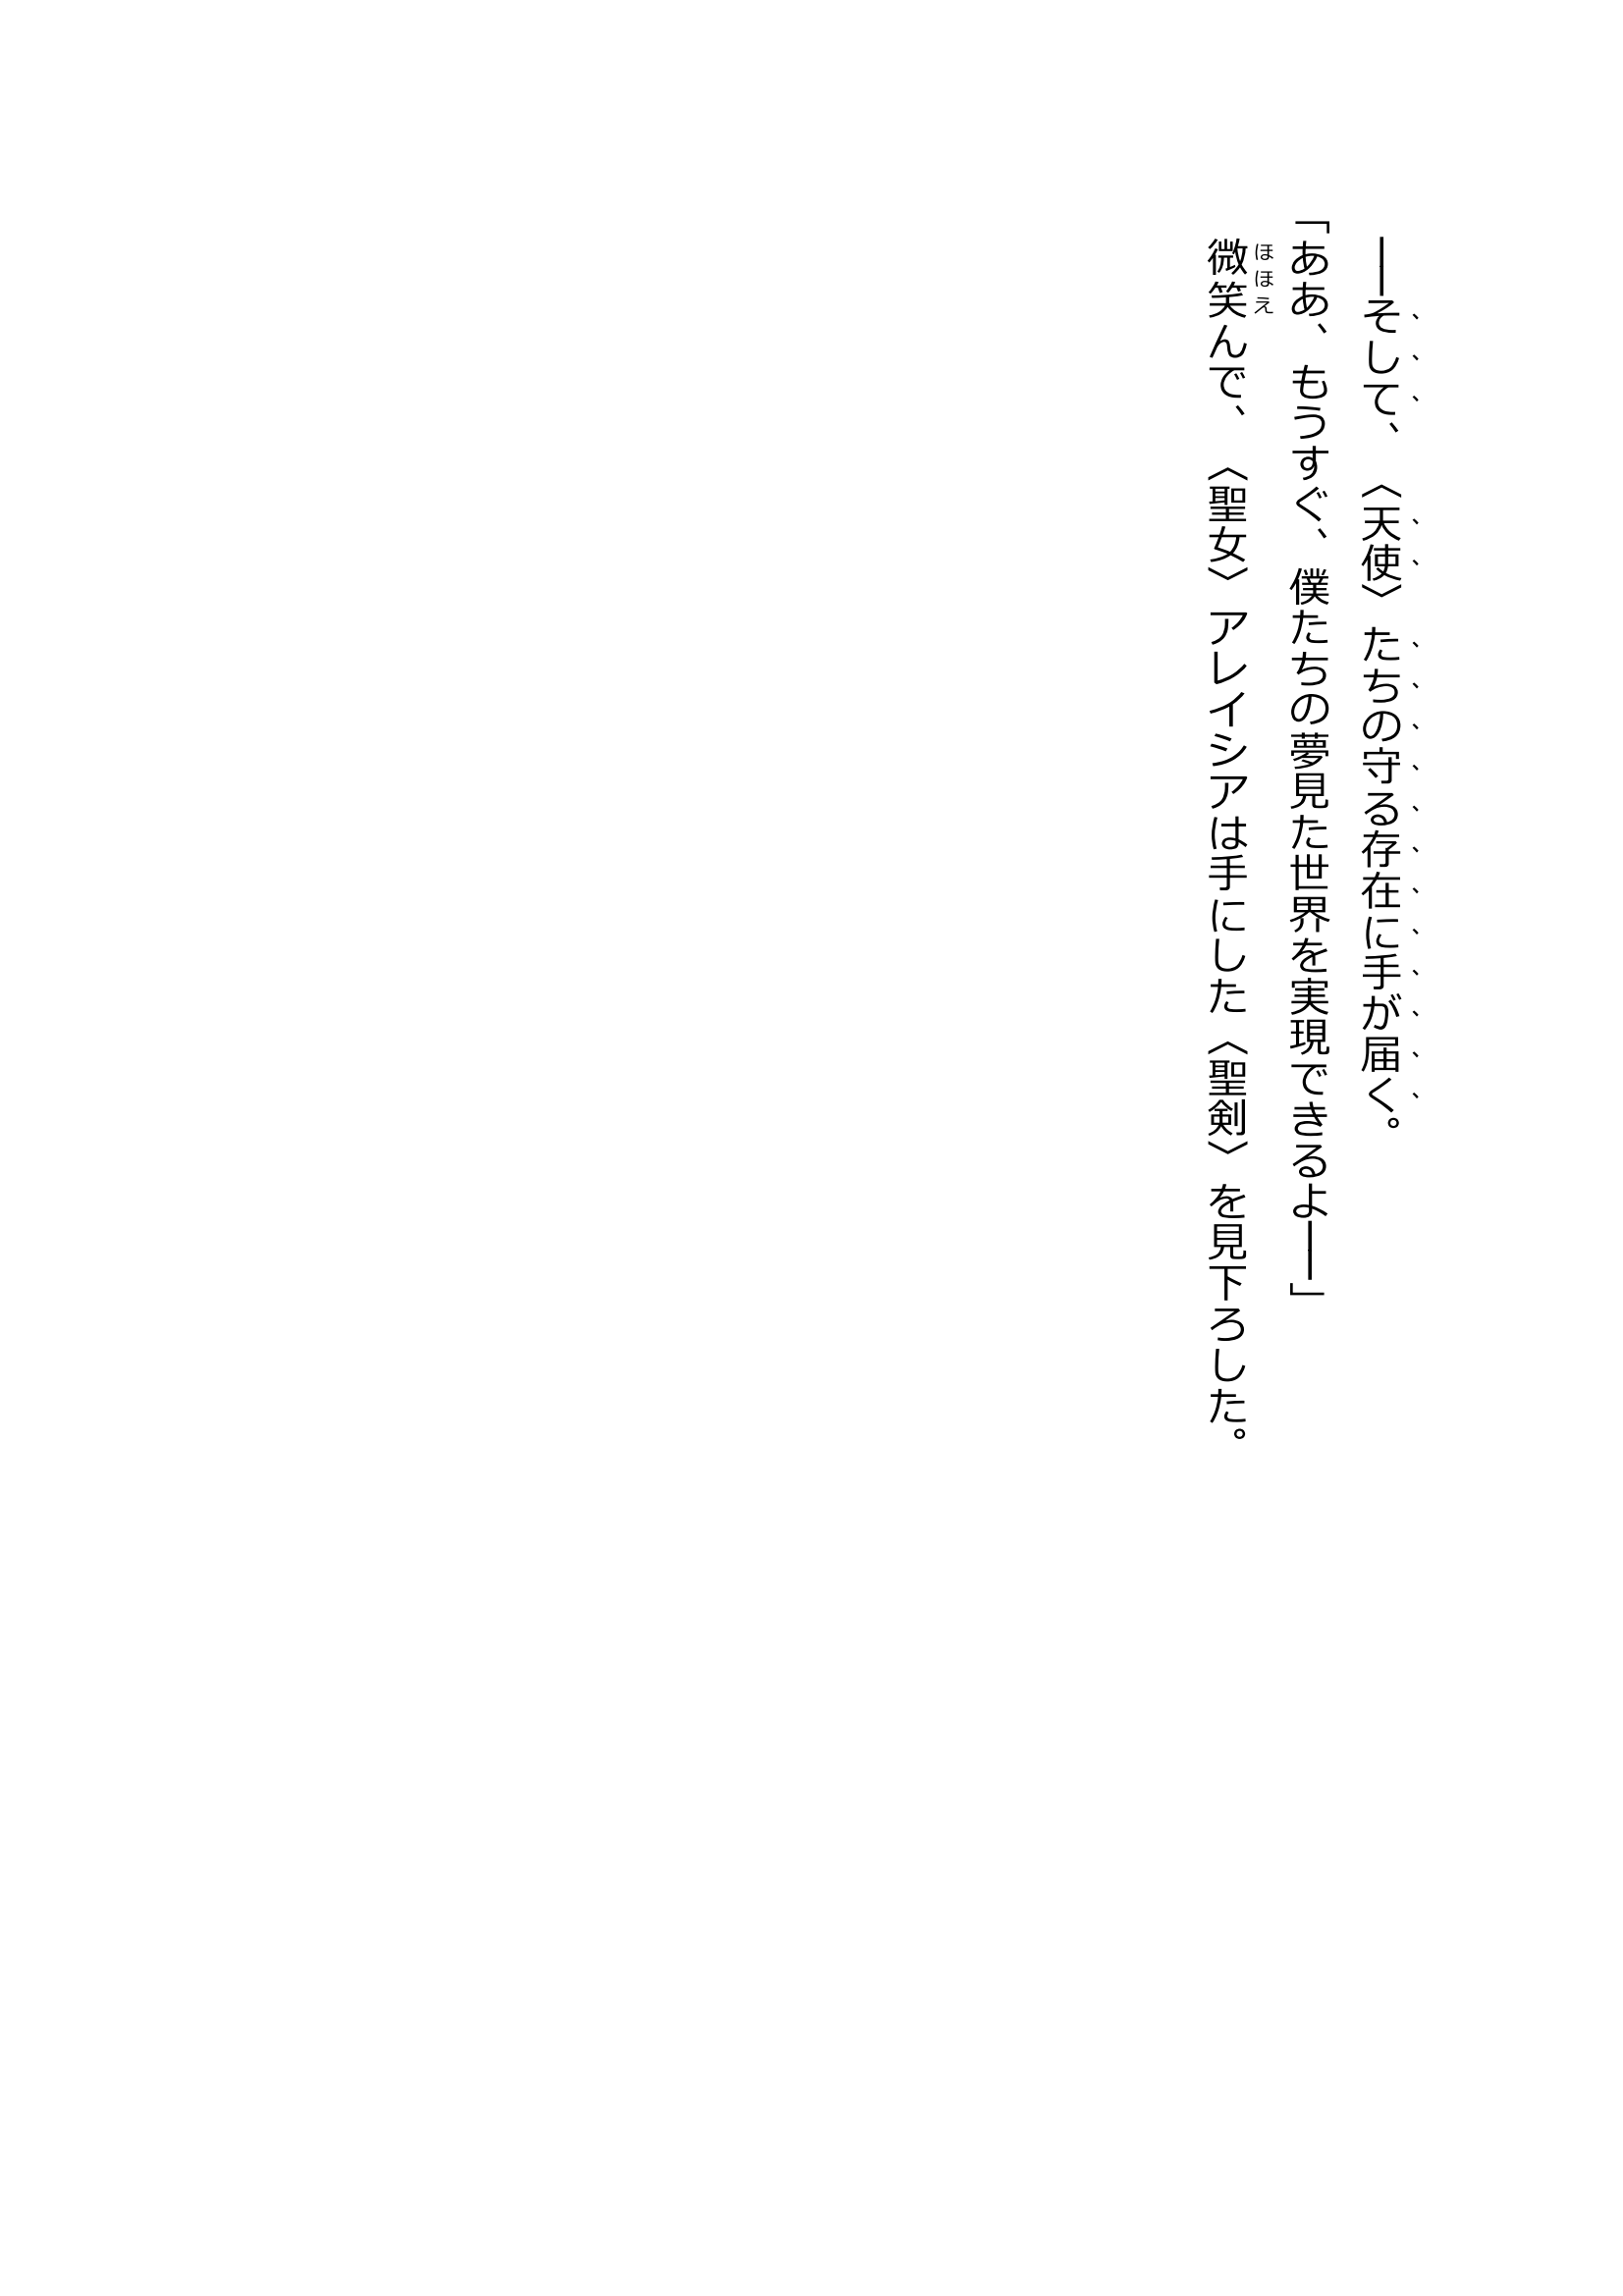 ――そして、〈天使〉たちの守る存在に手が届く。
「ああ、もうすぐ、僕たちの夢見た世界を実現できるよ――」
微笑んで、〈聖女〉アレイシアは手にした〈聖剣〉を見下ろした。
ほほえ